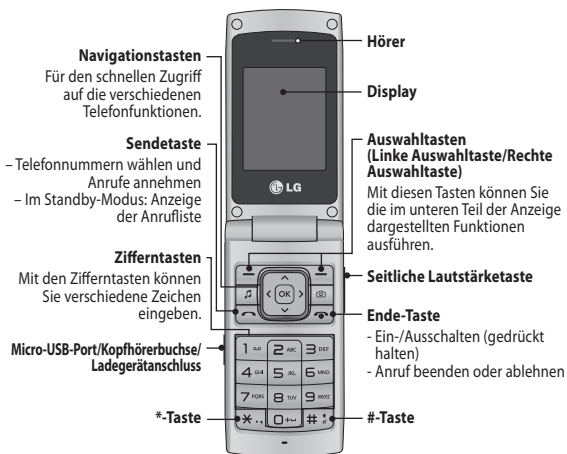 Navigationstasten
Für den schnellen Zugriff
auf die verschiedenen
Telefonfunktionen.
Sendetaste
– Telefonnummern wählen und
Anrufe annehmen
– Im Standby-Modus: Anzeige
der Anrufliste
Zifferntasten
Mit den Zifferntasten können
Sie verschiedene Zeichen
eingeben.
Micro-USB-Port/Kopfhörerbuchse/
Ladegerätanschluss
*-Taste
Hörer
Display
Auswahltasten
(Linke Auswahltaste/Rechte
Auswahltaste)
Mit diesen Tasten können Sie
die im unteren Teil der Anzeige
dargestellten Funktionen
ausführen.
Seitliche Lautstärketaste
Ende-Taste
- Ein-/Ausschalten (gedrückt
halten)
- Anruf beenden oder ablehnen
#-Taste
LG
OK
1 2 ABC 3 DEF
4 GHI 5 JKL 6 MNO
7 PQRS 8 TUV 9 WXYZ
* . , 0 + #